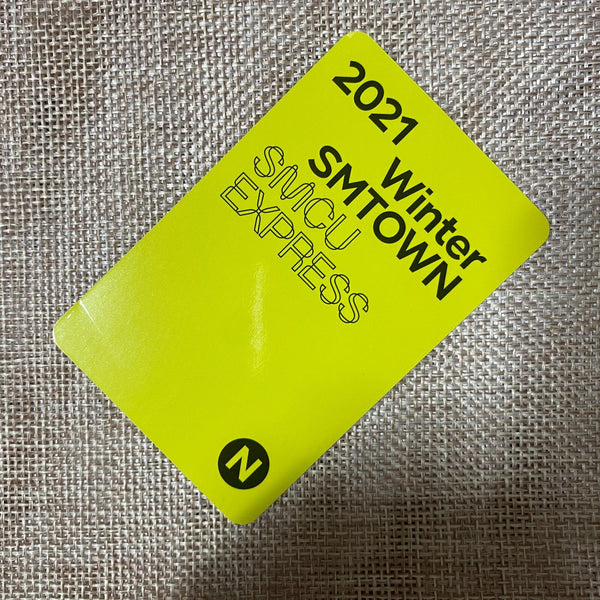 2021
Winter
SMTOWN
SMCU
EXPRESS
N